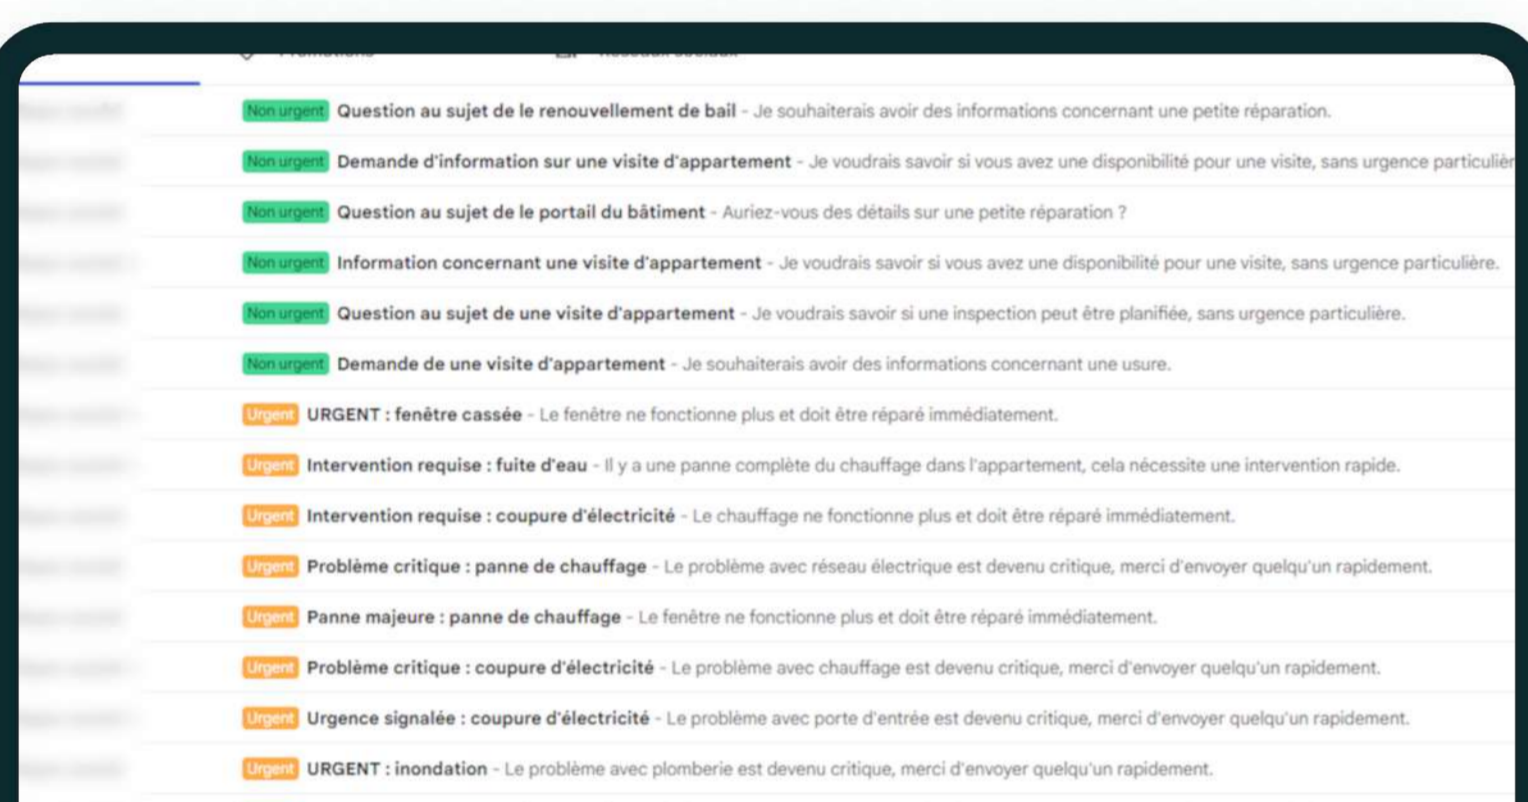 Non urgent Question au sujet de le renouvellement de bail - Je souhaiterais avoir des informations concernant une petite réparation.
Non urgent Demande d'information sur une visite d'appartement - Je voudrais savoir si vous avez une disponibilité pour une visite, sans urgence particulièr
Non urgent Question au sujet de le portail du bâtiment - Auriez-vous des détails sur une petite réparation ?
Non urgent Information concernant une visite d'appartement - Je voudrais savoir si vous avez une disponibilité pour une visite, sans urgence particulière.
Non urgent Question au sujet de une visite d'appartement - Je voudrais savoir si une inspection peut être planifiée, sans urgence particulière.
Non urgent Demande de une visite d'appartement - Je souhaiterais avoir des informations concernant une usure.
Urgent URGENT : fenêtre cassée - Le fenêtre ne fonctionne plus et doit être réparé immédiatement.
Urgent Intervention requise : fuite d'eau - Il y a une panne complète du chauffage dans l'appartement, cela nécessite une intervention rapide.
Urgent Intervention requise : coupure d'électricité - Le chauffage ne fonctionne plus et doit être réparé immédiatement.
Urgent Problème critique : panne de chauffage - Le problème avec réseau électrique est devenu critique, merci d'envoyer quelqu'un rapidement.
Urgent Panne majeure : panne de chauffage - Le fenêtre ne fonctionne plus et doit être réparé immédiatement.
Urgent Problème critique : coupure d'électricité - Le problème avec chauffage est devenu critique, merci d'envoyer quelqu'un rapidement.
Urgent Urgence signalée : coupure d'électricité - Le problème avec porte d'entrée est devenu critique, merci d'envoyer quelqu'un rapidement.
Urgent URGENT : inondation - Le problème avec plomberie est devenu critique, merci d'envoyer quelqu'un rapidement.